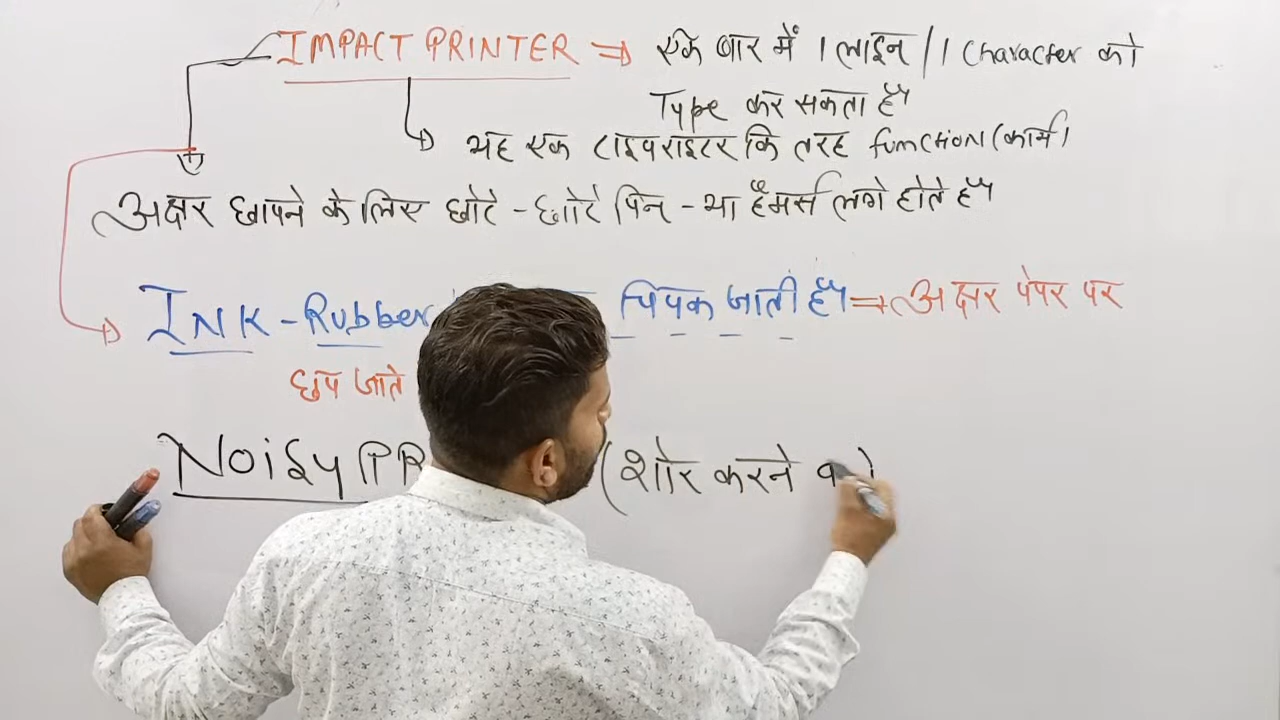 IMPACT PRINTER ⇒ एक बार में 1 लाइन / 1 Character को
Type कर सकता है
यह एक टाइपराइटर कि तरह function (कार्य)
अक्षर छापने के लिए छोटे - छोटे पिन - या हैमर्स लगे होते है
INK - Rubber चिपक जाती है ⇒ अक्षर पेपर पर
छप जाते
Noisy PR (शोर करने